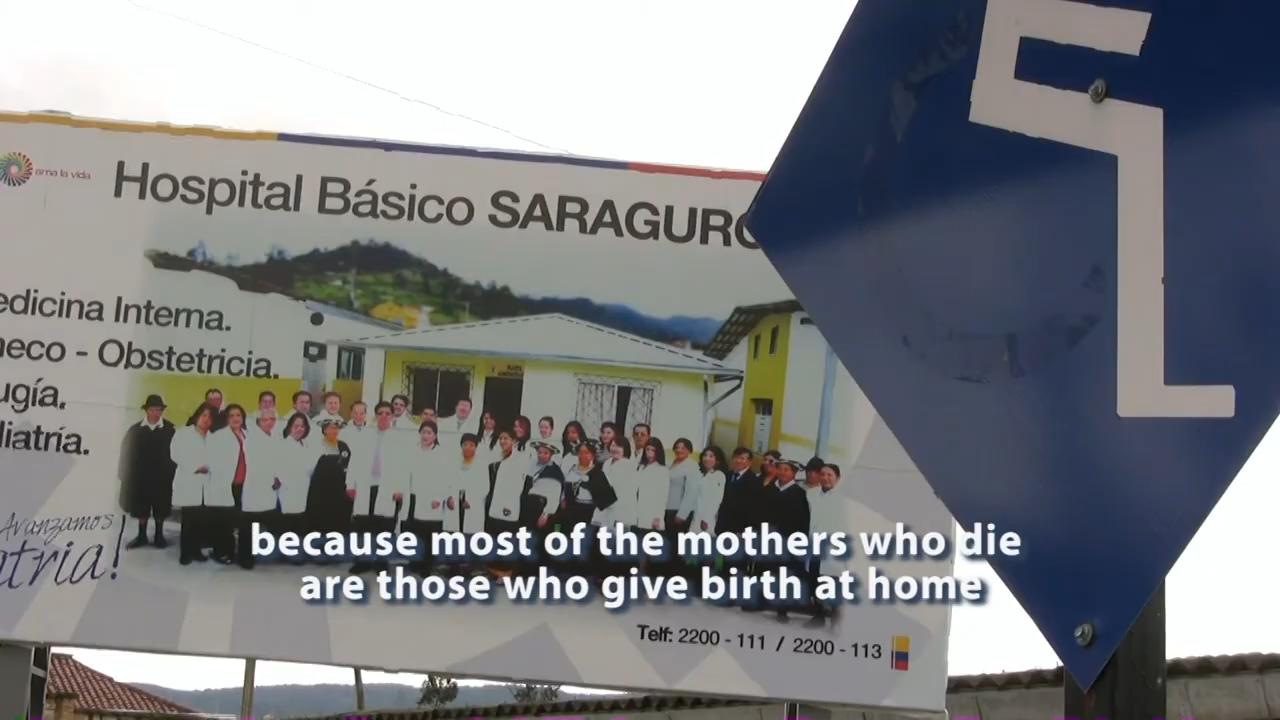 ama la vida
Hospital Básico SARAGURO
edicina Interna.
neco - Obstetricia.
ugía.
diatría.
Avanzamos
atria!
because most of the mothers who die
are those who give birth at home
Telf: 2200 - 111 / 2200 - 113